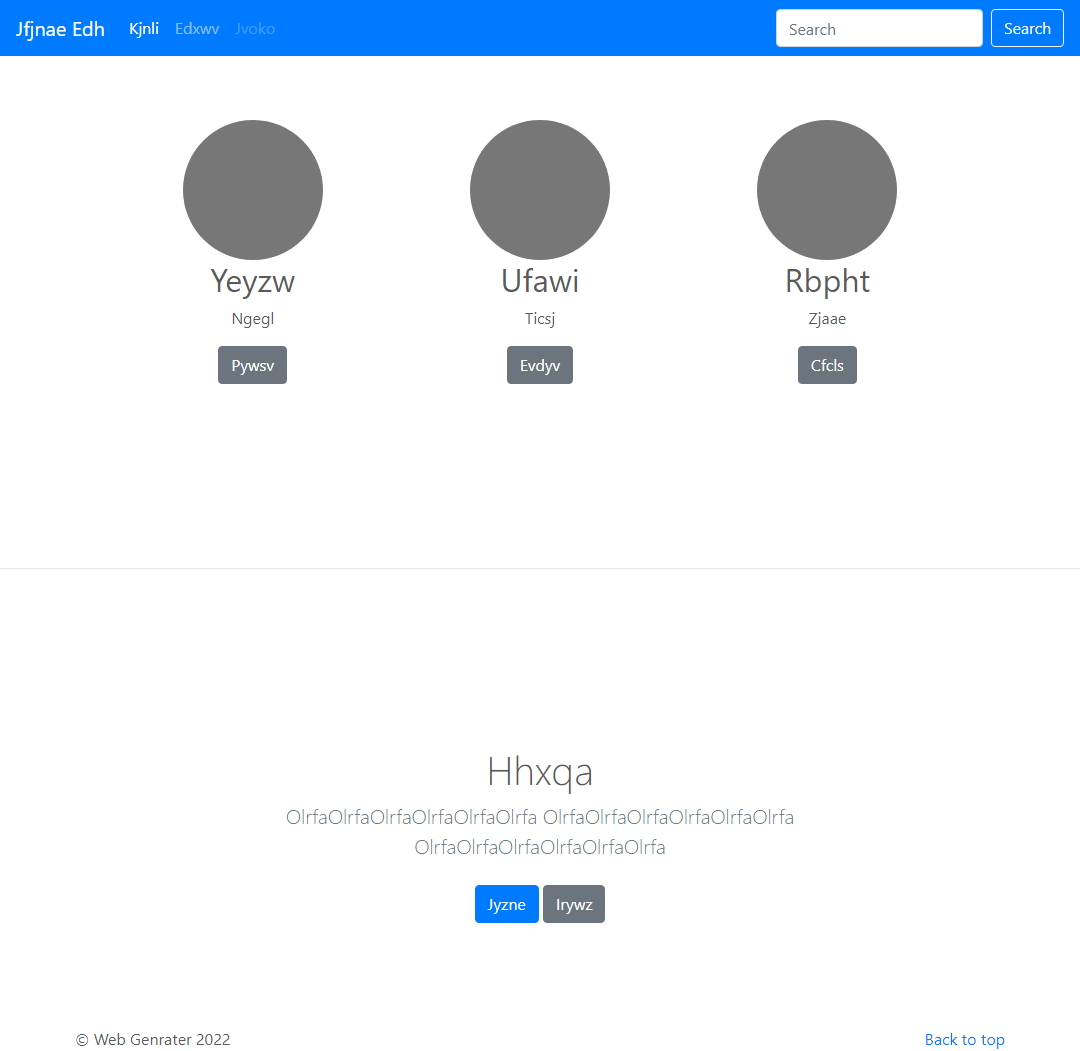 Jfjnae Edh Kjnli Edxwv Jvoko Search Search
Yeyzw Ufawi Rbpht
Ngegl Ticsj Zjaae
Pywsv Evdyv Cfcls
Hhxqa
OlrfaOlrfaOlrfaOlrfaOlrfaOlrfa OlrfaOlrfaOlrfaOlrfaOlrfaOlrfa
OlrfaOlrfaOlrfaOlrfaOlrfaOlrfa
Jyzne Irywz
© Web Genrater 2022 Back to top